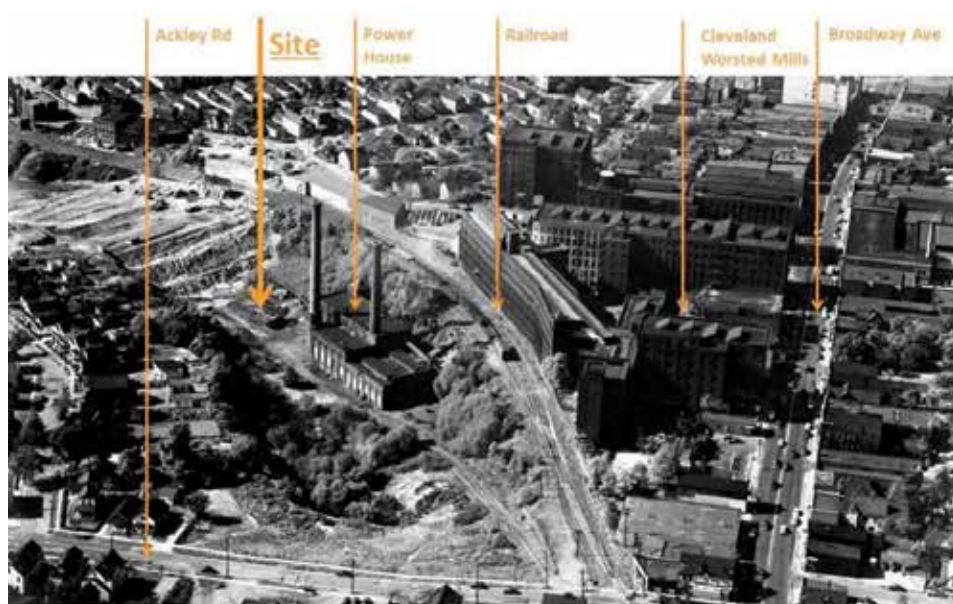 Ackley Rd
Site
Power
House
Railroad
Cleveland
Worsted Mills
Broadway Ave